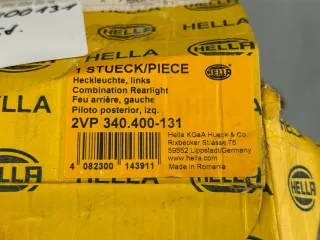 HELLA
HELLA
HELLA
1 STUECK/PIECE
Heckleuchte, links
Combination Rearlight
Feu arrière, gauche
Piloto posterior, izq.
HELLA
2VP 340.400-131
Hella KGaA Hueck & Co.
Rixbecker Strasse 75
59552 Lippstadt/Germany
www.hella.com
Made in Romania
4 082300 143911
HELLA
HELLA